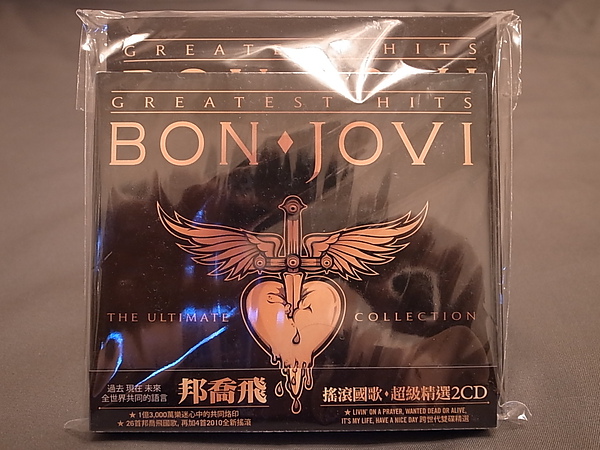 GREATEST HITS
GREATEST HITS
BON♦JOVI
THE ULTIMATE COLLECTION
過去 現在 未來
全世界共同的語言
邦喬飛
搖滾國歌♦超級精選2CD
★ 1億3,000萬樂迷心中的共同烙印
★ 26首邦喬飛國歌, 再加4首2010全新搖滾
★ LIVIN' ON A PRAYER, WANTED DEAD OR ALIVE,
IT'S MY LIFE, HAVE A NICE DAY 跨世代雙碟精選